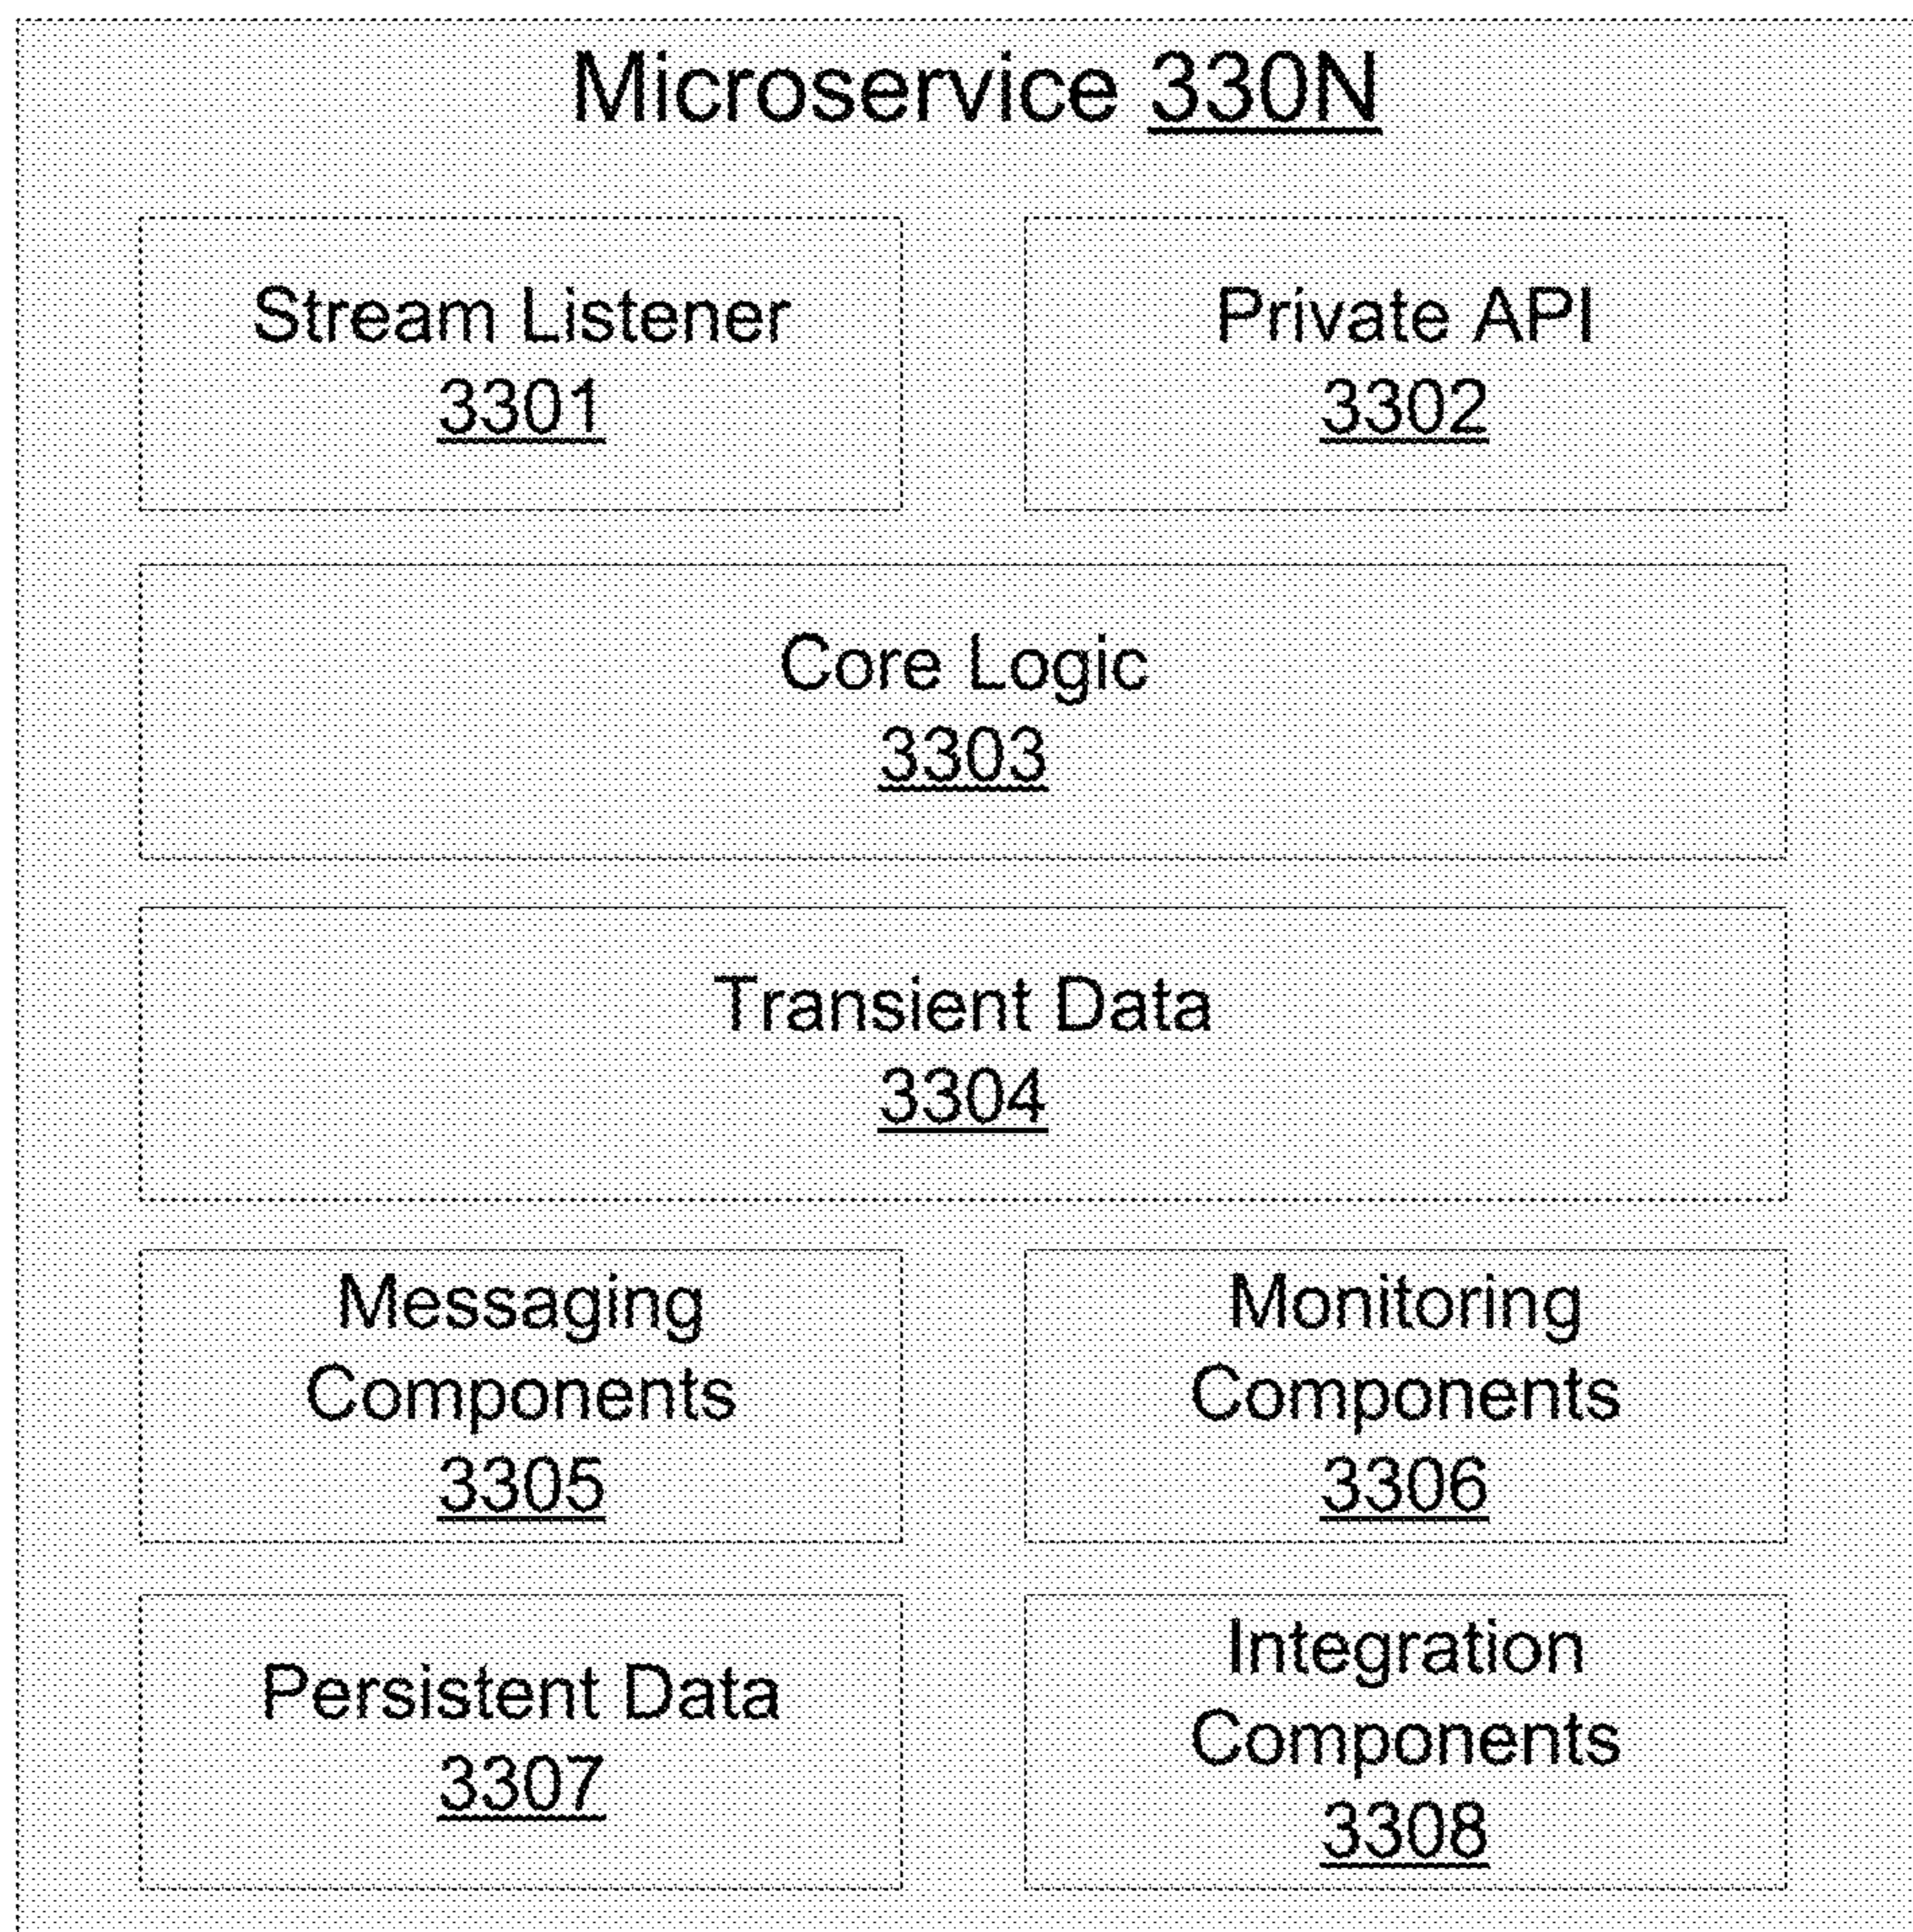 Microservice 330N
Stream Listener
3301
Private API
3302
Core Logic
3303
Transient Data
3304
Messaging
Components
3305
Monitoring
Components
3306
Persistent Data
3307
Integration
Components
3308